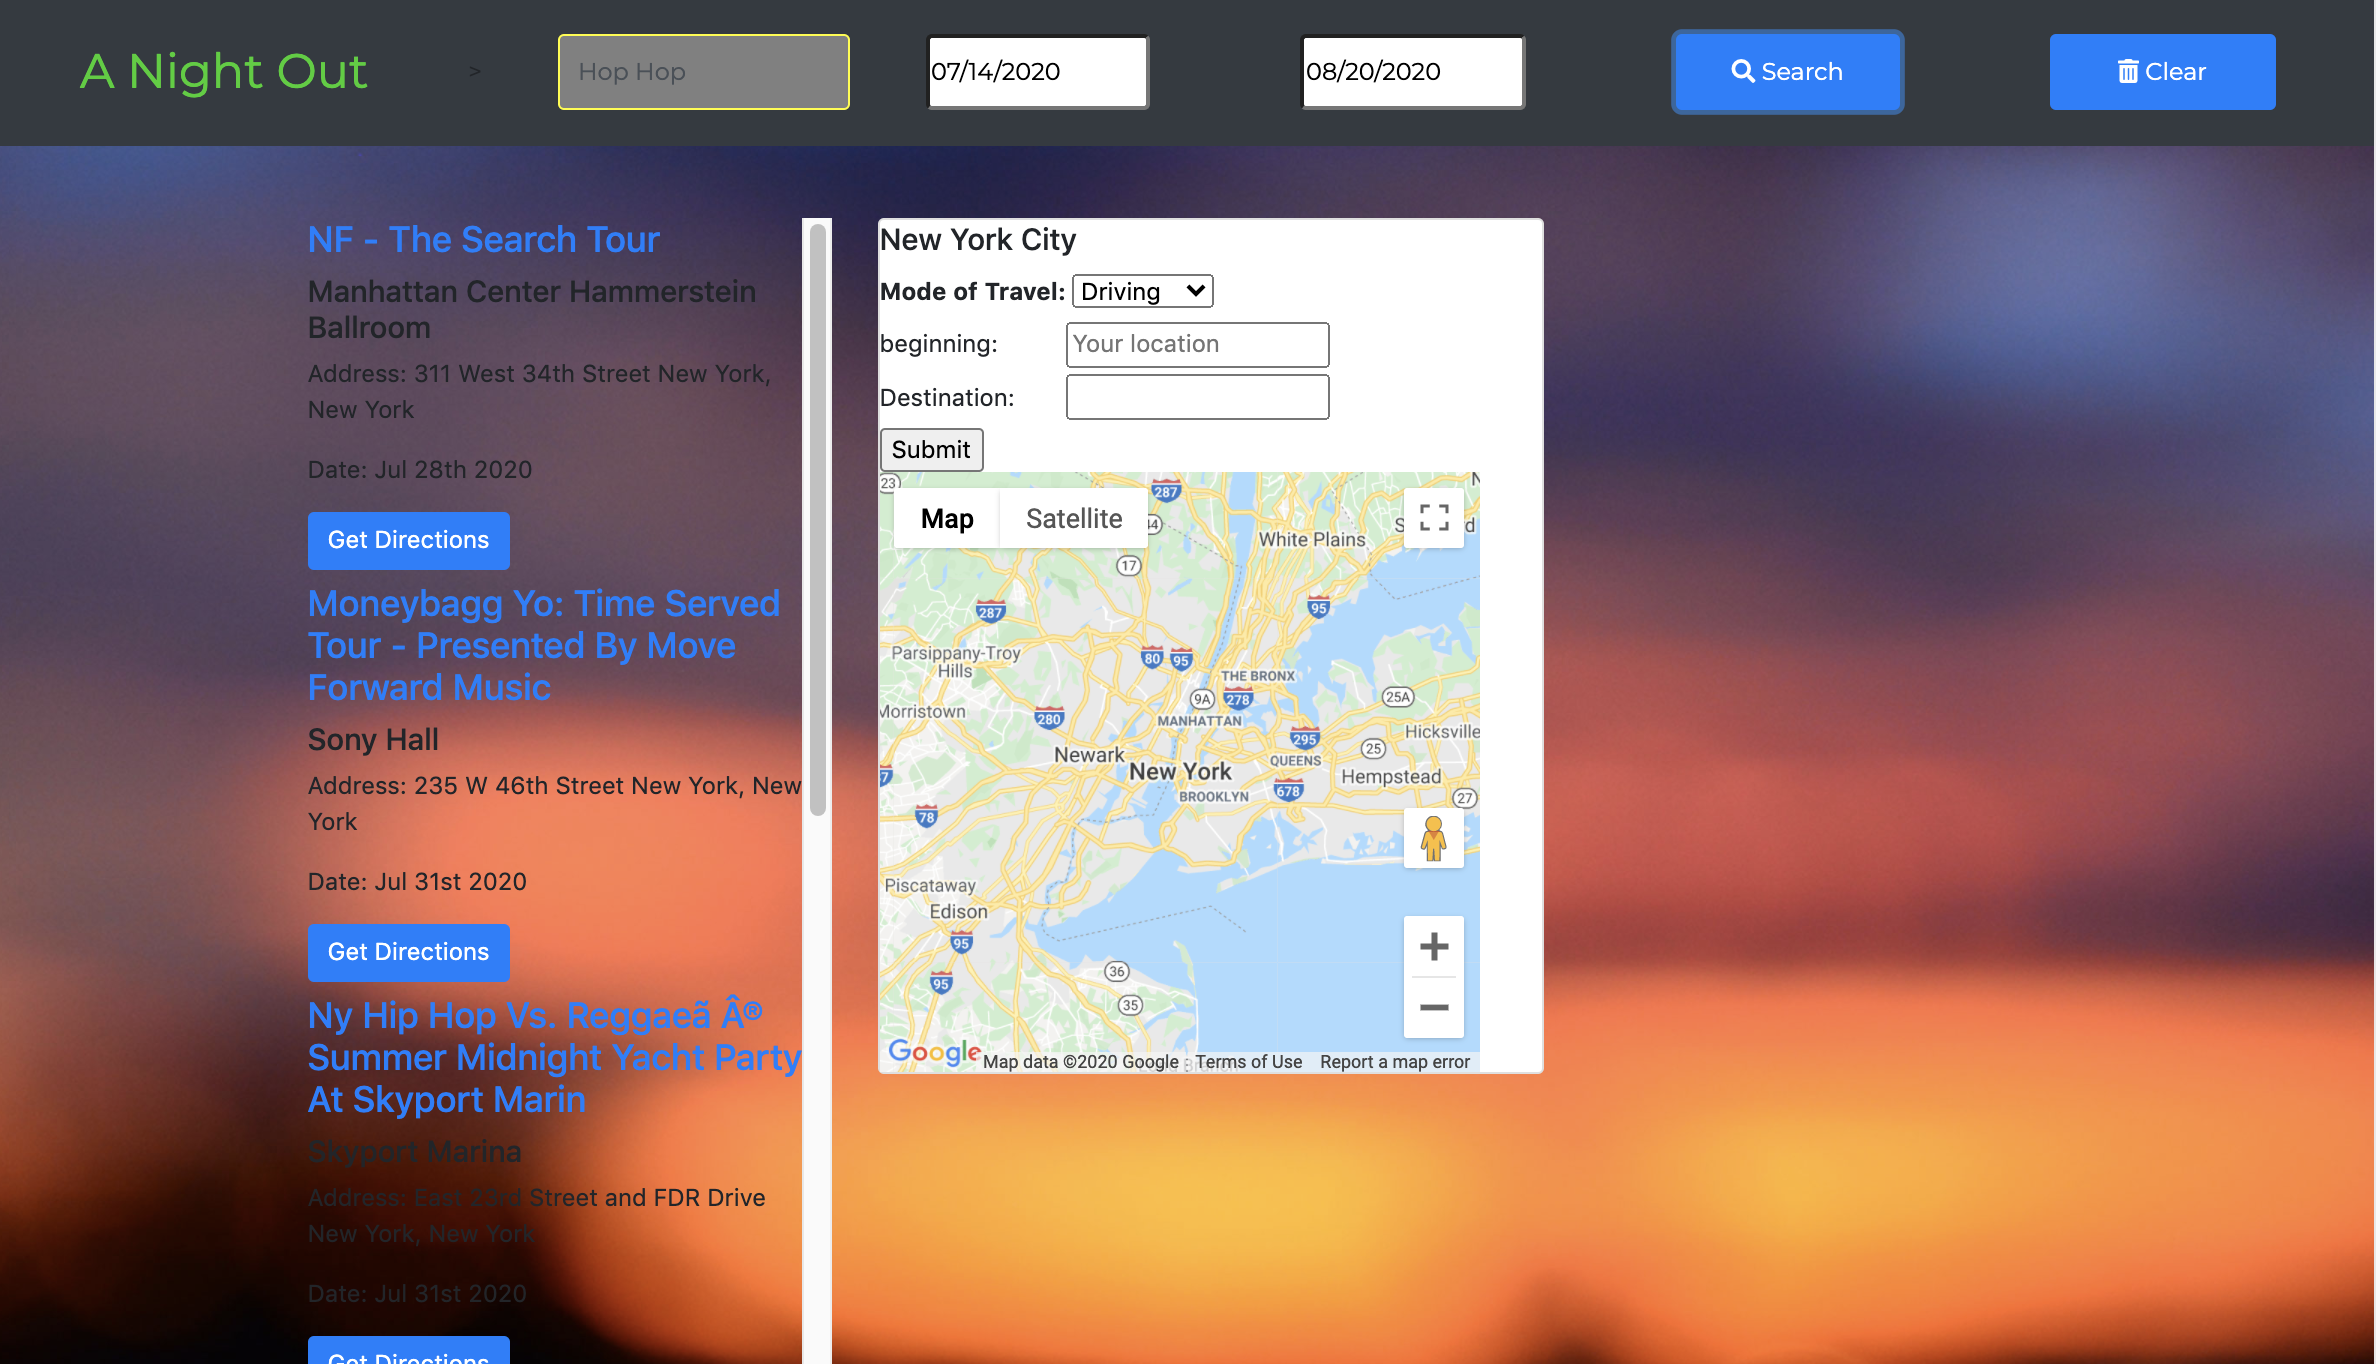 A Night Out
>
Hop Hop
07/14/2020
08/20/2020
Search
Clear
NF - The Search Tour
Manhattan Center Hammerstein
Ballroom
Address: 311 West 34th Street New York,
New York
Date: Jul 28th 2020
Get Directions
Moneybagg Yo: Time Served
Tour - Presented By Move
Forward Music
Sony Hall
Address: 235 W 46th Street New York, New
York
Date: Jul 31st 2020
Get Directions
Ny Hip Hop Vs. Reggaeã Â®
Summer Midnight Yacht Party
At Skyport Marin
Skyport Marina
Address: East 23rd Street and FDR Drive
New York, New York
Date: Jul 31st 2020
Get Directions
New York City
Mode of Travel: Driving
beginning: Your location
Destination:
Submit
23
287
Map
Satellite
44
White Plains
17
287
95
Parsippany-Troy
Hills
80
95
THE BRONX
9A
278
25A
Morristown
280
MANHATTAN
Hicksville
295
25
Newark
New York
QUEENS
Hempstead
BROOKLYN
678
27
78
Piscataway
Edison
95
36
95
35
Google
Map data ©2020 Google
Terms of Use
Report a map error